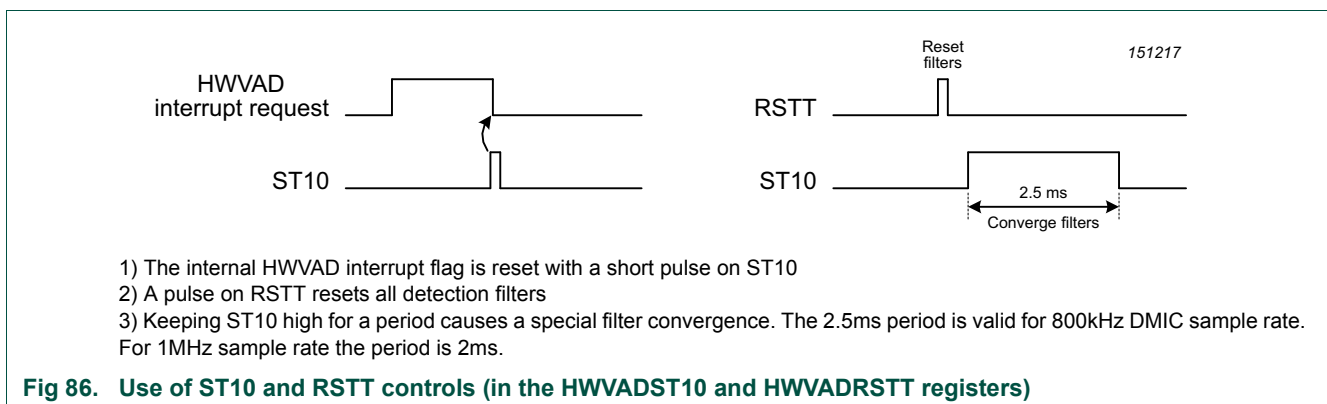 HWVAD
interrupt request
ST10
Reset
filters
151217
RSTT
ST10
2.5 ms
Converge filters
1) The internal HWVAD interrupt flag is reset with a short pulse on ST10
2) A pulse on RSTT resets all detection filters
3) Keeping ST10 high for a period causes a special filter convergence. The 2.5ms period is valid for 800kHz DMIC sample rate.
For 1MHz sample rate the period is 2ms.
Fig 86. Use of ST10 and RSTT controls (in the HWVADST10 and HWVADRSTT registers)